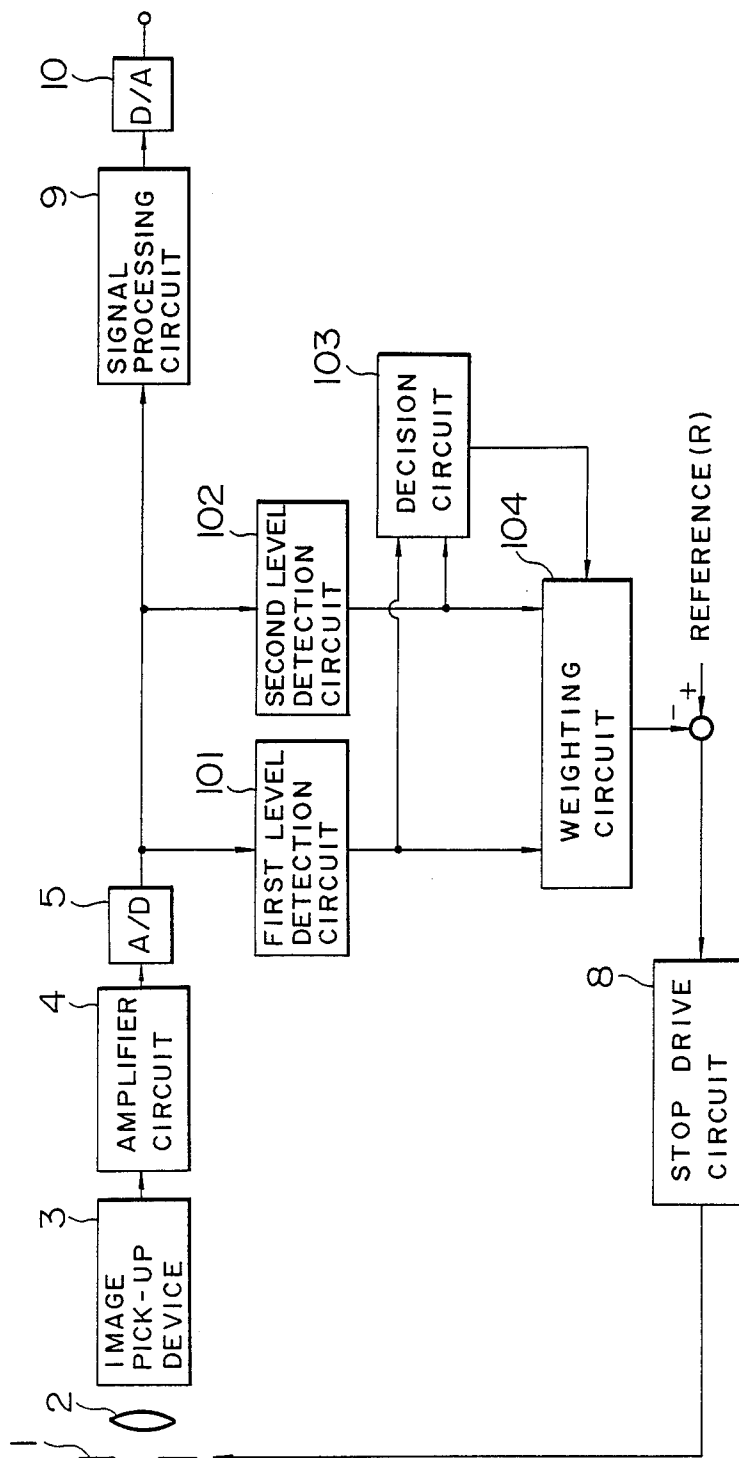 1
2
3
IMAGE
PICK-UP
DEVICE
4
AMPLIFIER
CIRCUIT
5
A/D
9
SIGNAL
PROCESSING
CIRCUIT
10
D/A
101
FIRST LEVEL
DETECTION
CIRCUIT
102
SECOND LEVEL
DETECTION
CIRCUIT
103
DECISION
CIRCUIT
104
WEIGHTING
CIRCUIT
- +
REFERENCE (R)
8
STOP DRIVE
CIRCUIT